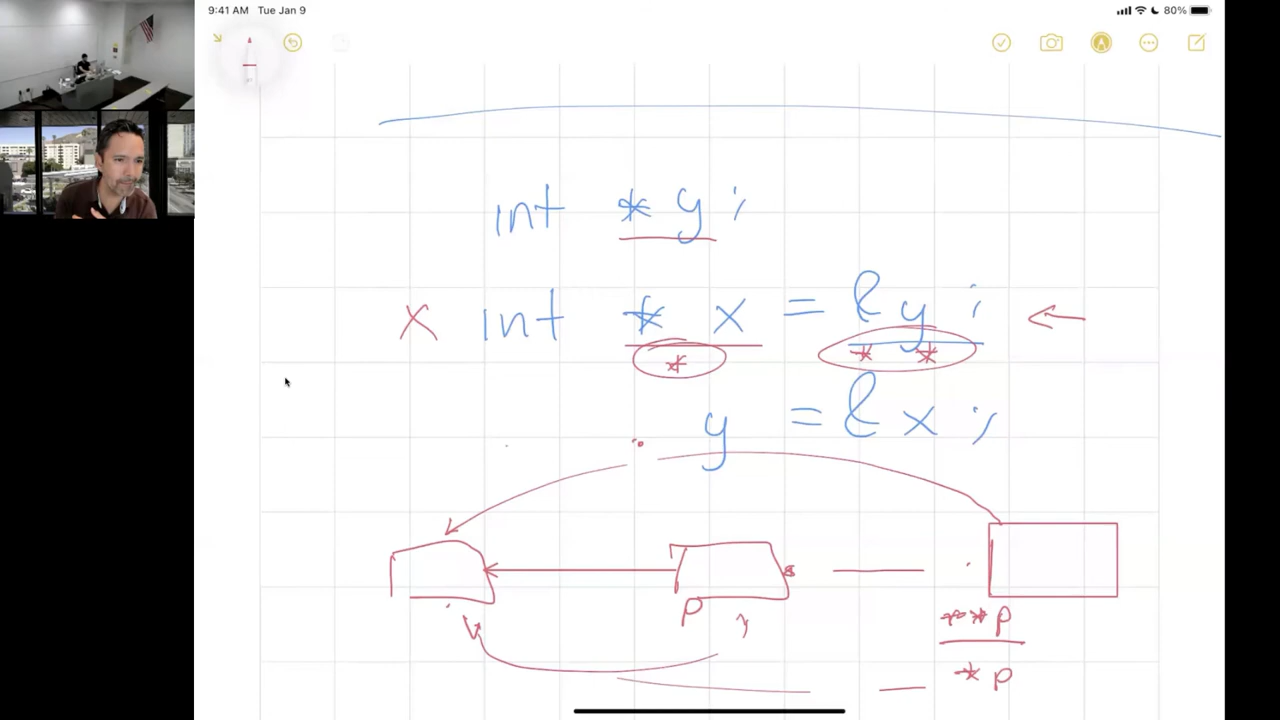 9:41 AM Tue Jan 9 80%
int * y ;
x int * x = & y ; ←
* * *
y = & x ;
p
***p
* p